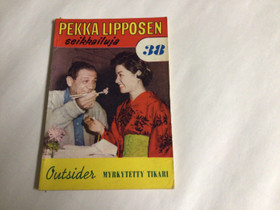 PEKKA LIPPOSEN
seikkailuja
38
Outsider MYRKYTETTY TIKARI